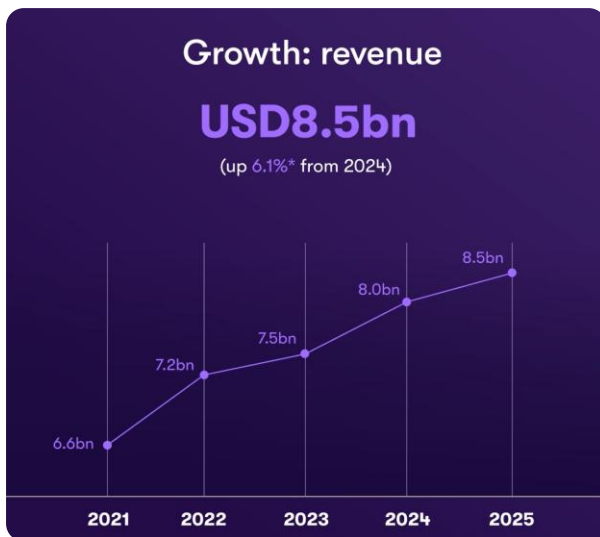 Growth: revenue
USD8.5bn
(up 6.1%* from 2024)
8.5bn
8.0bn
7.5bn
7.2bn
6.6bn
2021 2022 2023 2024 2025